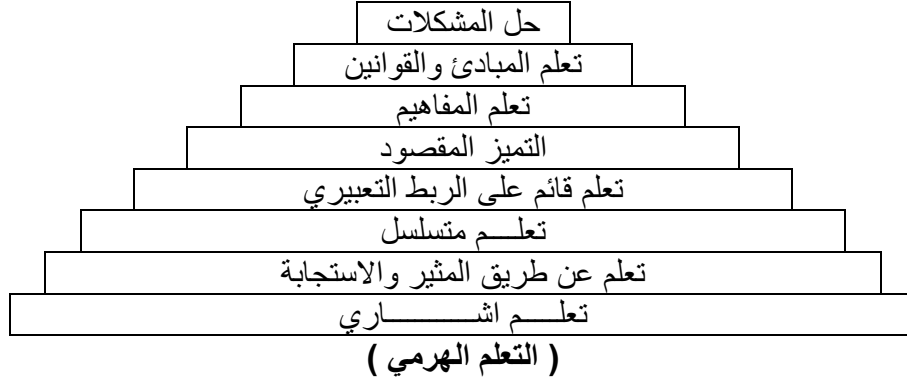 حل المشكلات
تعلم المبادئ والقوانين
تعلم المفاهيم
التميز المقصود
تعلم قائم على الربط التعبيري
تعلـــم متسلسل
تعلم عن طريق المثير والاستجابة
تعلـــم اشــــــــاري
( التعلم الهرمي )